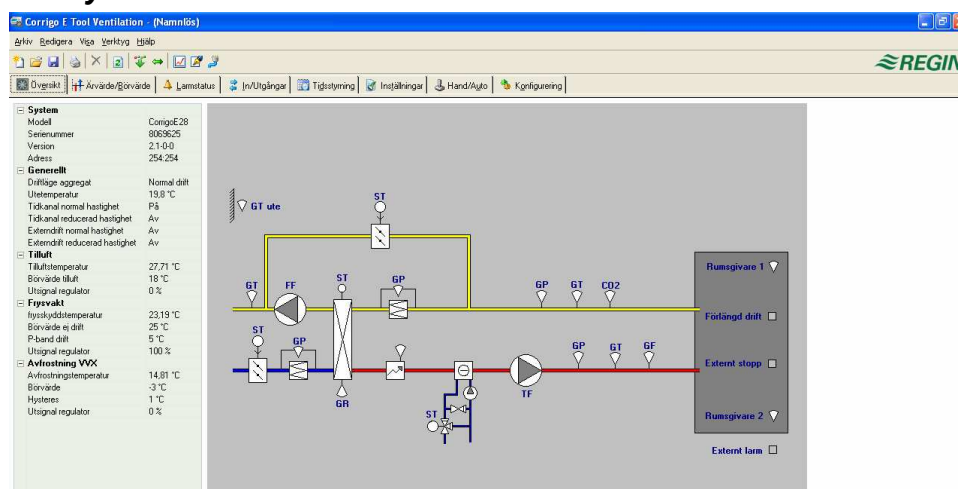 Corrigo E Tool Ventilation - (Namnlös)
Arkiv Redigera Visa Verktyg Hjälp
REGIN
Översikt Ärvärde/Börvärde Larmstatus In/Utgångar Tidsstyrning Inställningar Hand/Auto Konfigurering
System
Modell CorrigoE28
Serienummer 8069625
Version 2.1-0-0
Adress 254:254
Generellt
Driftläge aggregat Normal drift
Utetemperatur 19,8 °C
Tidkanal normal hastighet På
Tidkanal reducerad hastighet Av
Externdrift normal hastighet Av
Externdrift reducerad hastighet Av
Tilluft
Tilluftstemperatur 27,71 °C
Börvärde tilluft 18 °C
Utsignal regulator 0 %
Frysvakt
frysskyddstemperatur 23,19 °C
Börvärde ej drift 25 °C
P-band drift 5 °C
Utsignal regulator 100 %
Avfrostning VVX
Avfrostningstemperatur 14,81 °C
Börvärde -3 °C
Hysteres 1 °C
Utsignal regulator 0 %
GT ute
ST
GT FF ST GP GP GT CO2
ST GP GP GT GF
GR TF
ST
Rumsgivare 1
Förlängd drift
Externt stopp
Rumsgivare 2
Externt larm